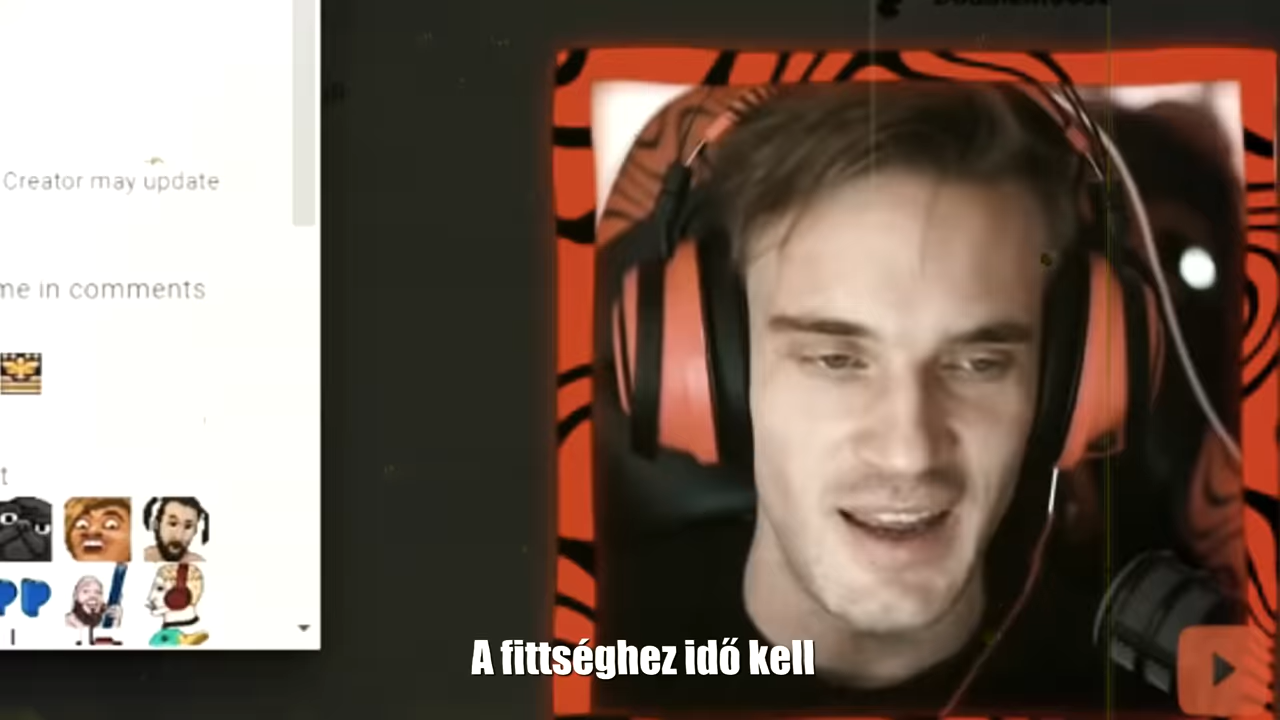 Creator may update
me in comments
t
A fittséghez idő kell